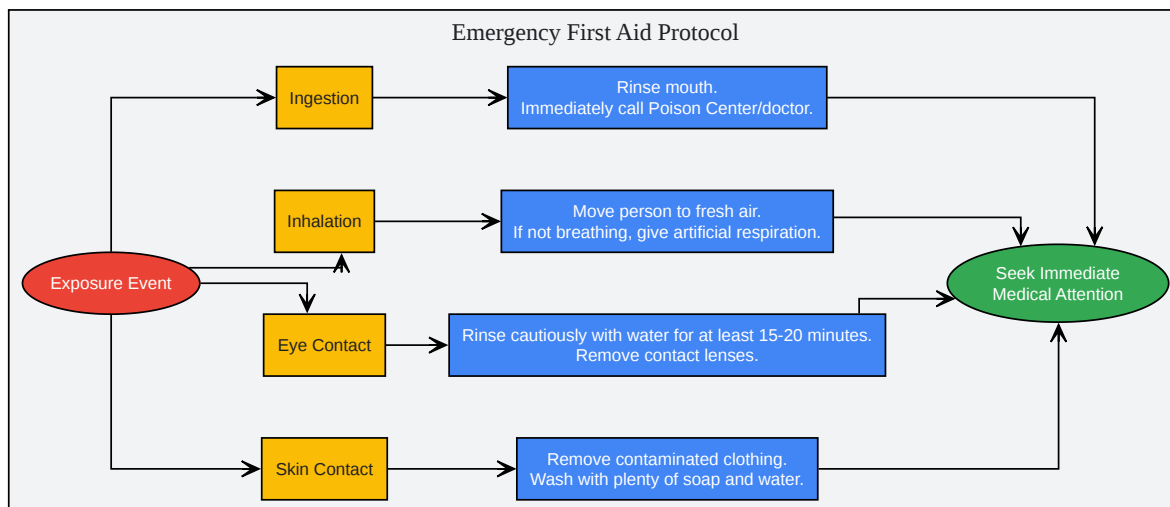 Emergency First Aid Protocol
Ingestion
Rinse mouth.
Immediately call Poison Center/doctor.
Inhalation
Move person to fresh air.
If not breathing, give artificial respiration.
Exposure Event
Seek Immediate
Medical Attention
Eye Contact
Rinse cautiously with water for at least 15-20 minutes.
Remove contact lenses.
Skin Contact
Remove contaminated clothing.
Wash with plenty of soap and water.